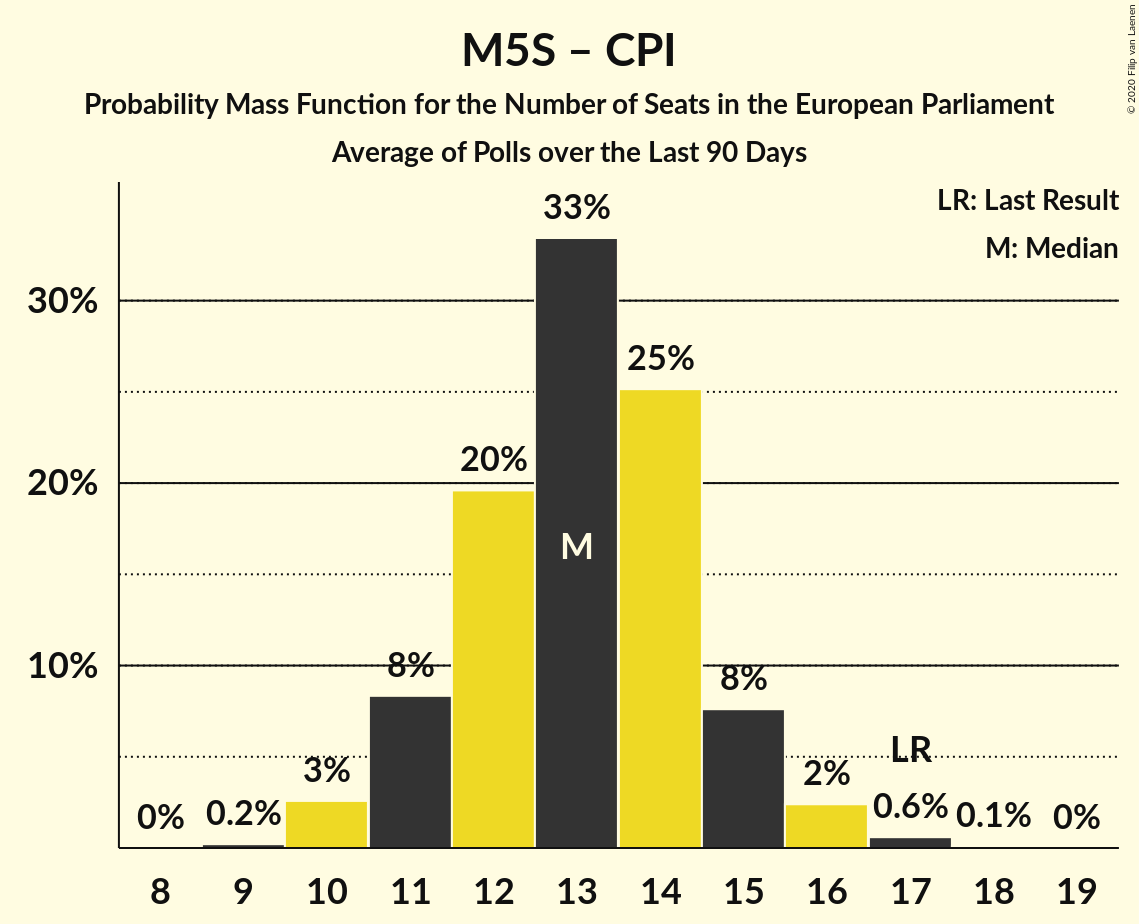 M5S – CPI
Probability Mass Function for the Number of Seats in the European Parliament
Average of Polls over the Last 90 Days
© 2020 Filip van Laenen
LR: Last Result
M: Median
33%
30%
25%
20%
20%
M
10%
8%
8%
LR
3%
2%
0%
0.2%
0.6%
0.1%
0%
8 9 10 11 12 13 14 15 16 17 18 19